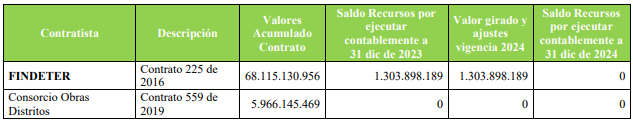 Contratista Descripción Valores Acumulado Contrato Saldo Recursos por ejecutar contablemente a 31 dic de 2023 Valor girado y ajustes vigencia 2024 Saldo Recursos por ejecutar contablemente a 31 dic de 2024
FINDETER Contrato 225 de 2016 68.115.130.956 1.303.898.189 1.303.898.189 0
Consorcio Obras Distritos Contrato 559 de 2019 5.966.145.469 0 0 0